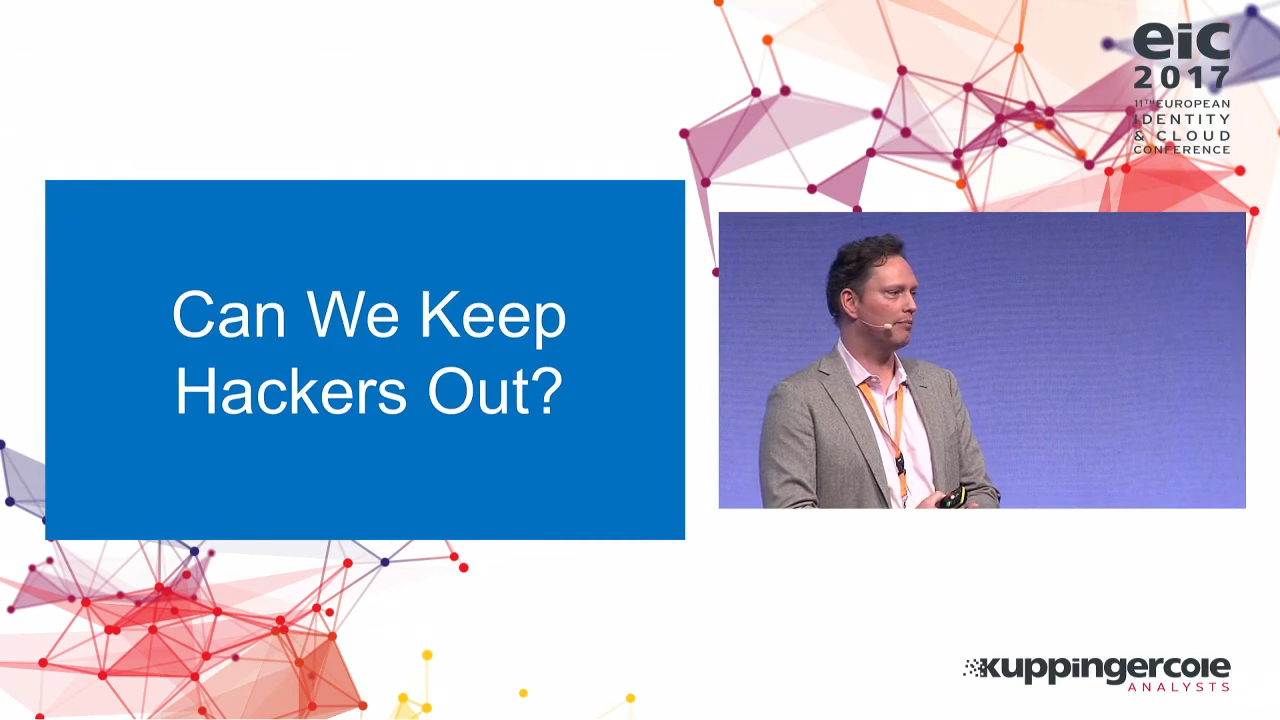 eic
2017
11TH EUROPEAN
IDENTITY
& CLOUD
CONFERENCE
Can We Keep
Hackers Out?
kuppingercole
ANALYSTS